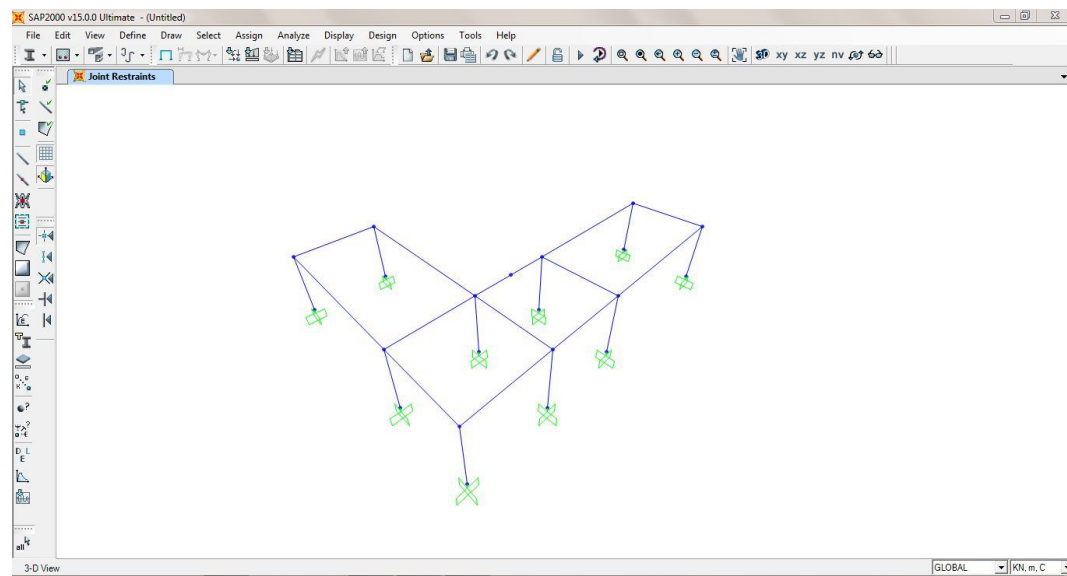 SAP2000 v15.0.0 Ultimate - (Untitled)
File Edit View Define Draw Select Assign Analyze Display Design Options Tools Help
xy xz yz nv
Joint Restraints
all
3-D View
GLOBAL
KN, m, C